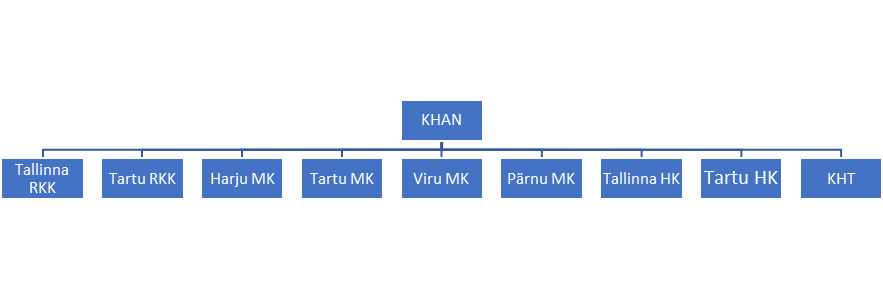 KHAN
Tallinna
RKK
Tartu RKK
Harju MK
Tartu MK
Viru MK
Pärnu MK
Tallinna HK
Tartu HK
KHT